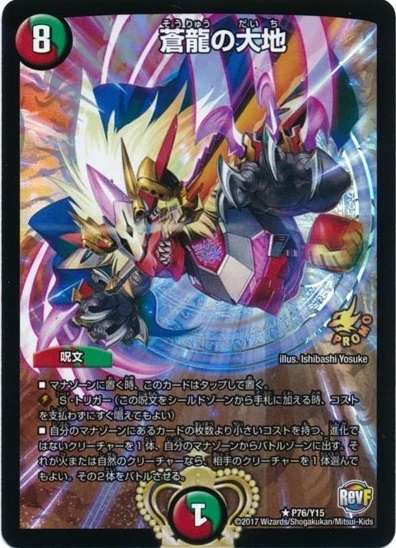 8
そうりゅう だいち
蒼龍の大地
PROMO
illus. Ishibashi Yosuke
呪文
■ マナゾーンに置く時、このカードはタップして置く。
S・トリガー(この呪文をシールドゾーンから手札に加える時、コスト
を支払わずにすぐ唱えてもよい)
■ 自分のマナゾーンにあるカードの枚数より小さいコストを持つ、進化で
はないクリーチャーを1体、自分のマナゾーンからバトルゾーンに出す。そ
れが火または自然のクリーチャーなら、相手のクリーチャーを1体選んで
もよい。その2体をバトルさせる。
1
RevF
★ P76/Y15
©2017 Wizards/Shogakukan/Mitsui-Kids